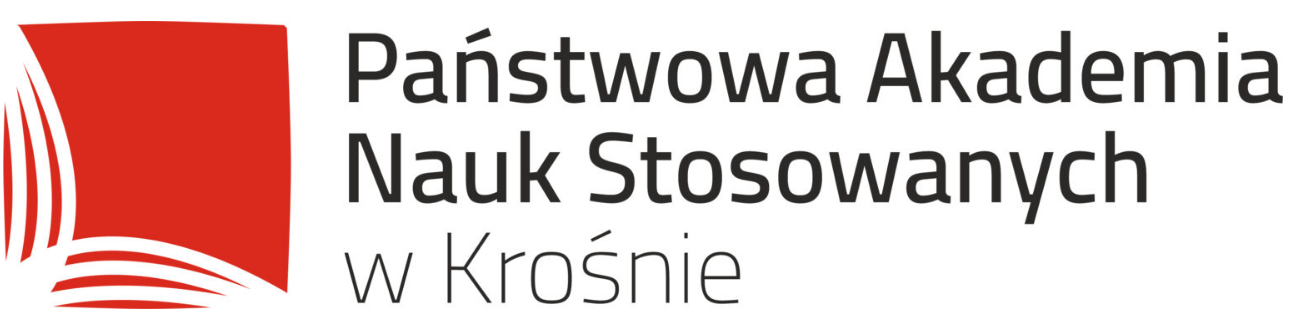 Państwowa Akademia
Nauk Stosowanych
w Krośnie